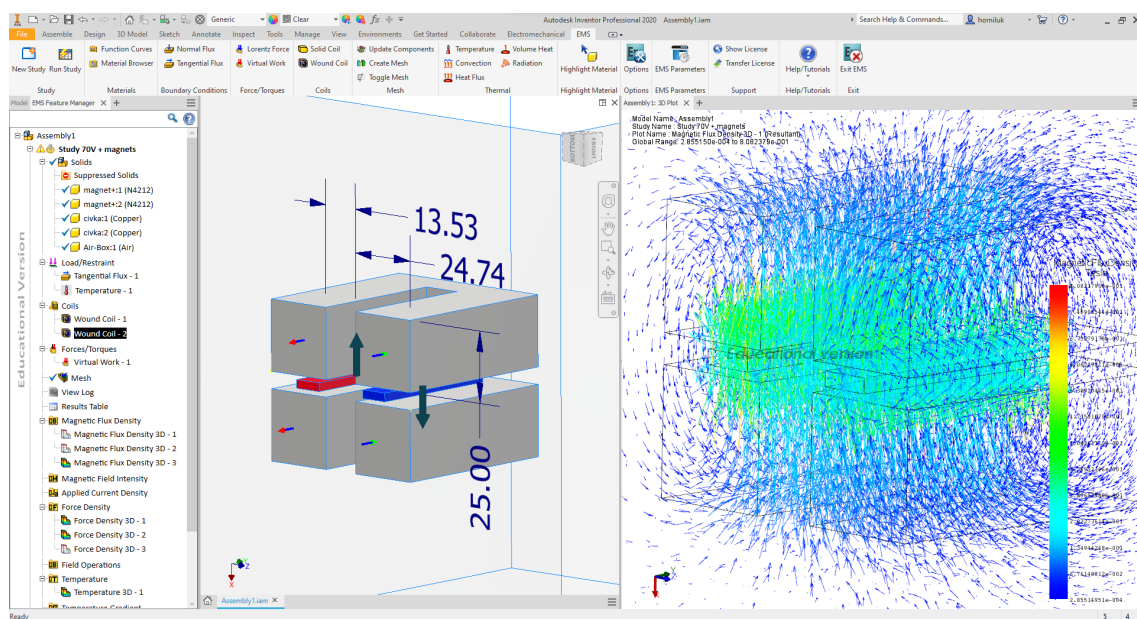 Generic
Clear
Autodesk Inventor Professional 2020 Assembly1.iam
Search Help & Commands...
horniluk
File Assemble Design 3D Model Sketch Annotate Inspect Tools Manage View Environments Get Started Collaborate Electromechanical EMS
New Study Run Study
Function Curves
Material Browser
Normal Flux
Tangential Flux
Lorentz Force
Virtual Work
Solid Coil
Wound Coil
Update Components
Create Mesh
Toggle Mesh
Temperature
Convection
Heat Flux
Volume Heat
Radiation
Highlight Material
Options
EMS Parameters
Show License
Transfer License
Help/Tutorials
Exit EMS
Study Materials Boundary Conditions Force/Torques Coils Mesh Thermal Highlight Material Options EMS Parameters Support Help/Tutorials Exit
Model EMS Feature Manager
Assembly1
Study 70V + magnets
Solids
Suppressed Solids
magnet+:1 (N4212)
magnet+:2 (N4212)
civka:1 (Copper)
civka:2 (Copper)
Air-Box:1 (Air)
Load/Restraint
Tangential Flux - 1
Temperature - 1
Coils
Wound Coil - 1
Wound Coil - 2
Forces/Torques
Virtual Work - 1
Mesh
View Log
Results Table
Magnetic Flux Density
Magnetic Flux Density 3D - 1
Magnetic Flux Density 3D - 2
Magnetic Flux Density 3D - 3
Magnetic Field Intensity
Applied Current Density
Force Density
Force Density 3D - 1
Force Density 3D - 2
Force Density 3D - 3
Field Operations
Temperature
Temperature 3D - 1
Temperature Gradient
Educational Version
BOTTOM
FRONT
13.53
24.74
25.00
X
Y
Z
Assembly1.iam
Assembly1: 3D Plot
Model Name : Assembly1
Study Name : Study 70V + magnets
Plot Name : Magnetic Flux Density 3D - 1 (Resultant)
Global Range: 2.855150e-004 to 8.082379e-001
Educational version
2.85514951e-004
Ready
5 4